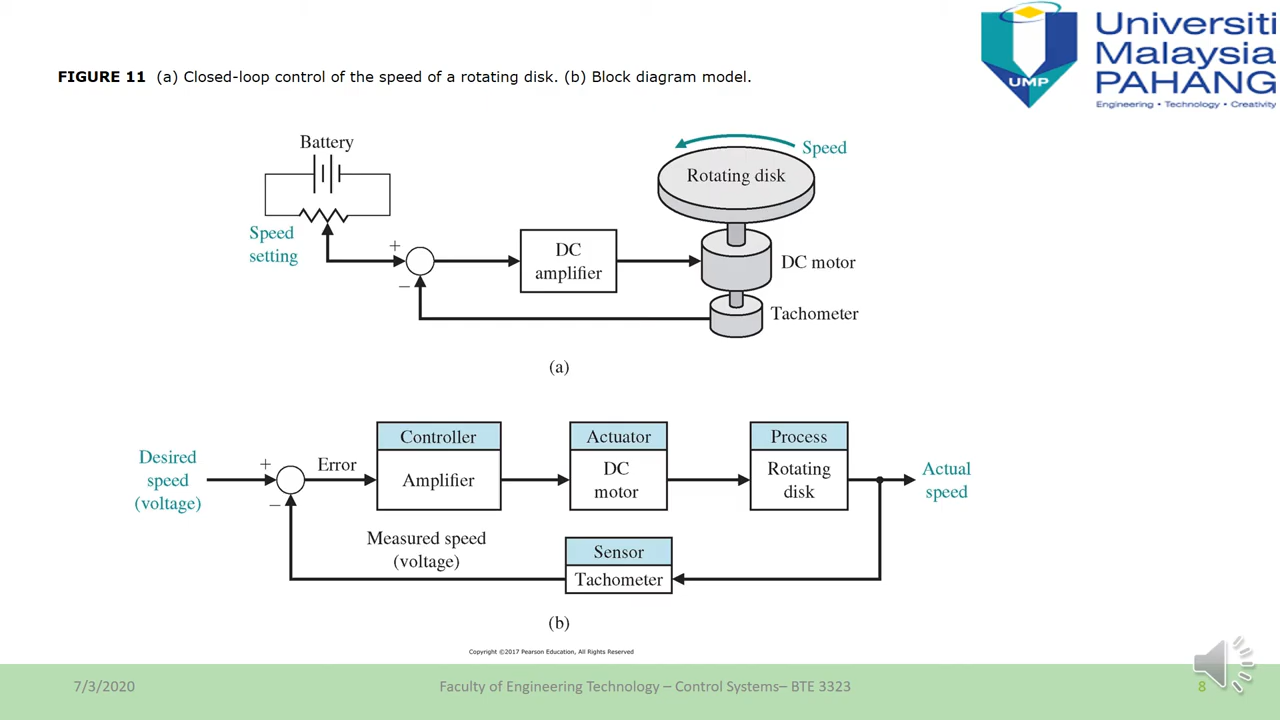 Universiti
Malaysia
PAHANG
Engineering • Technology • Creativity
UMP
FIGURE 11 (a) Closed-loop control of the speed of a rotating disk. (b) Block diagram model.
Battery
Speed
Rotating disk
Speed
setting
+
−
DC
amplifier
DC motor
Tachometer
(a)
Desired
speed
(voltage)
+
−
Error
Controller
Amplifier
Actuator
DC
motor
Process
Rotating
disk
Actual
speed
Measured speed
(voltage)
Sensor
Tachometer
(b)
Copyright ©2017 Pearson Education, All Rights Reserved
7/3/2020
Faculty of Engineering Technology – Control Systems– BTE 3323
8